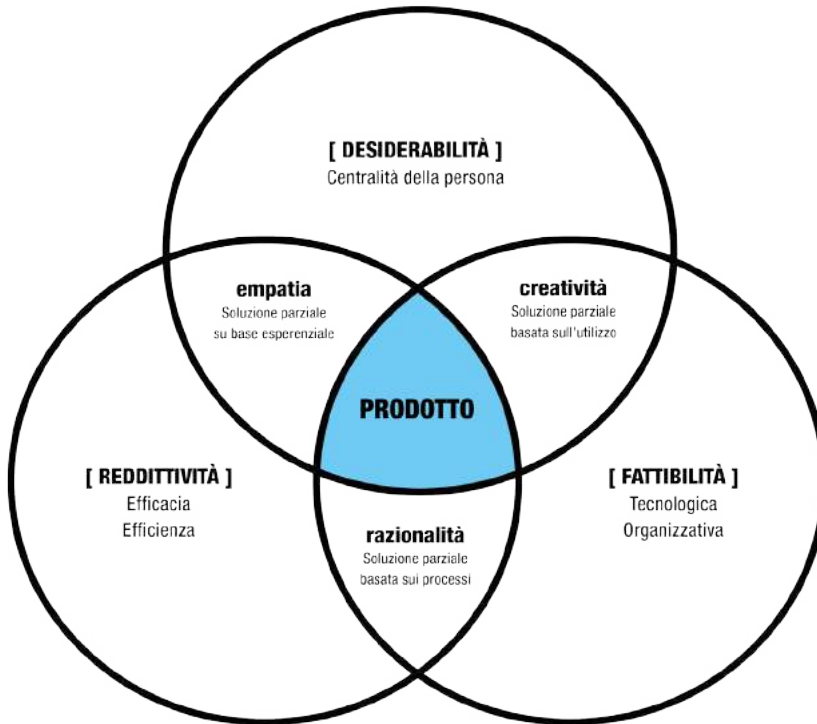 [ DESIDERABILITÀ ]
Centralità della persona
empatia
Soluzione parziale
su base esperenziale
creatività
Soluzione parziale
basata sull'utilizzo
PRODOTTO
[ REDDITTIVITÀ ]
Efficacia
Efficienza
[ FATTIBILITÀ ]
Tecnologica
Organizzativa
razionalità
Soluzione parziale
basata sui processi